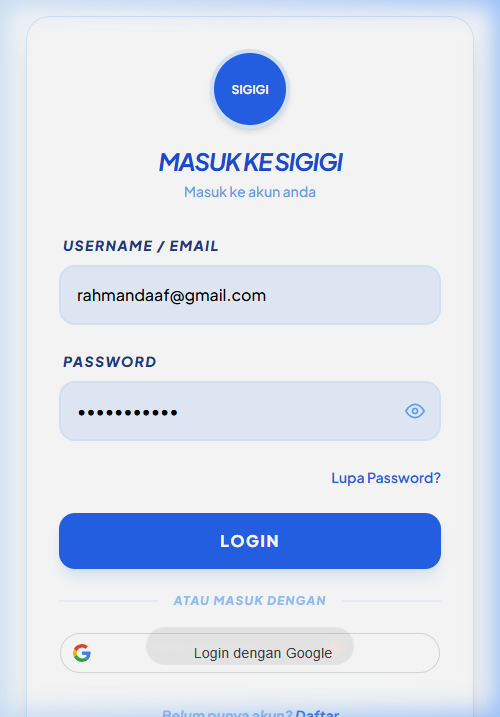 SIGIGI
MASUK KE SIGIGI
Masuk ke akun anda
USERNAME / EMAIL
rahmandaaf@gmail.com
PASSWORD
•••••••••••
Lupa Password?
LOGIN
ATAU MASUK DENGAN
Login dengan Google
Belum punya akun? Daftar